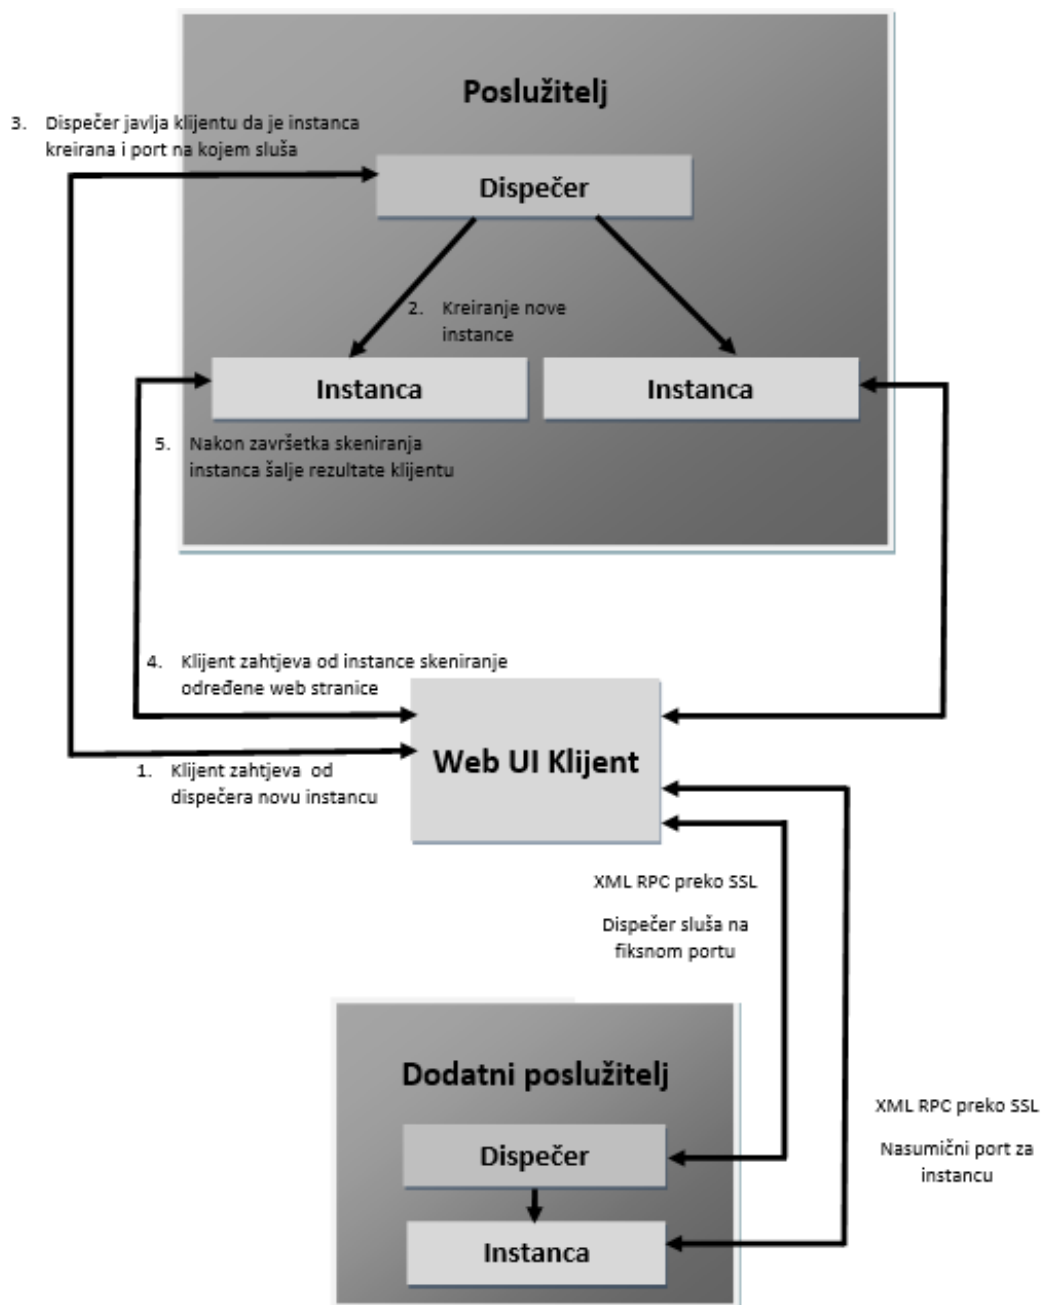 Poslužitelj
3. Dispečer javlja klijentu da je instanca
kreirana i port na kojem sluša
Dispečer
2. Kreiranje nove
instance
Instanca
Instanca
5. Nakon završetka skeniranja
instanca šalje rezultate klijentu
4. Klijent zahtjeva od instance skeniranje
određene web stranice
Web UI Klijent
1. Klijent zahtjeva od
dispečera novu instancu
XML RPC preko SSL
Dispečer sluša na
fiksnom portu
Dodatni poslužitelj
Dispečer
Instanca
XML RPC preko SSL
Nasumični port za
instancu